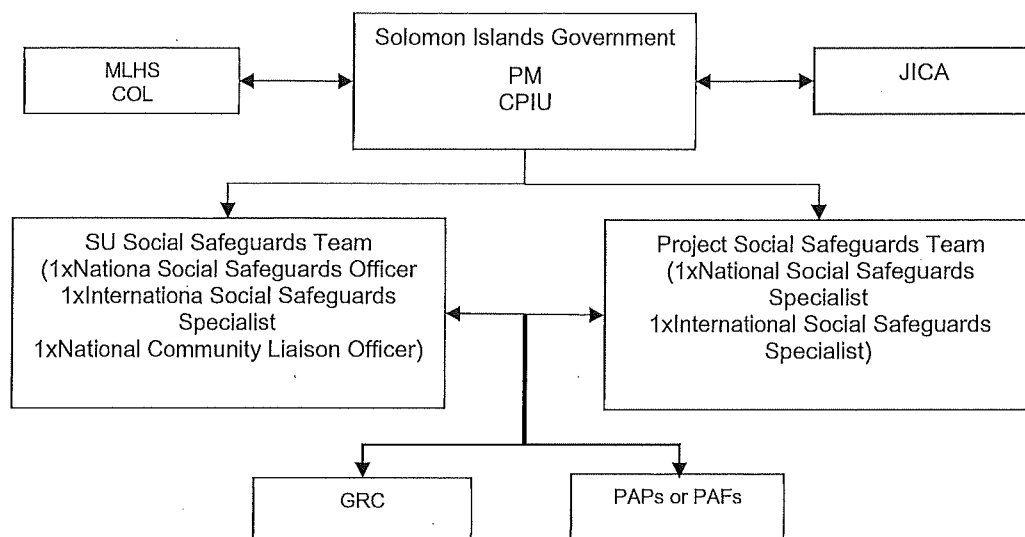 Solomon Islands Government
PM
CPIU
MLHS
COL
JICA
SU Social Safeguards Team
(1xNationa Social Safeguards Officer
1xInternationa Social Safeguards
Specialist
1xNational Community Liaison Officer)
Project Social Safeguards Team
(1xNational Social Safeguards
Specialist
1xInternational Social Safeguards
Specialist)
GRC
PAPs or PAFs